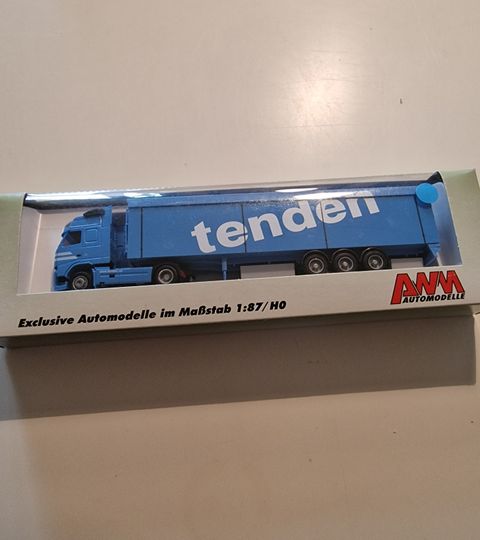 tenden
Exclusive Automodelle im Maßstab 1:87/H0
AWM
AUTOMODELLE